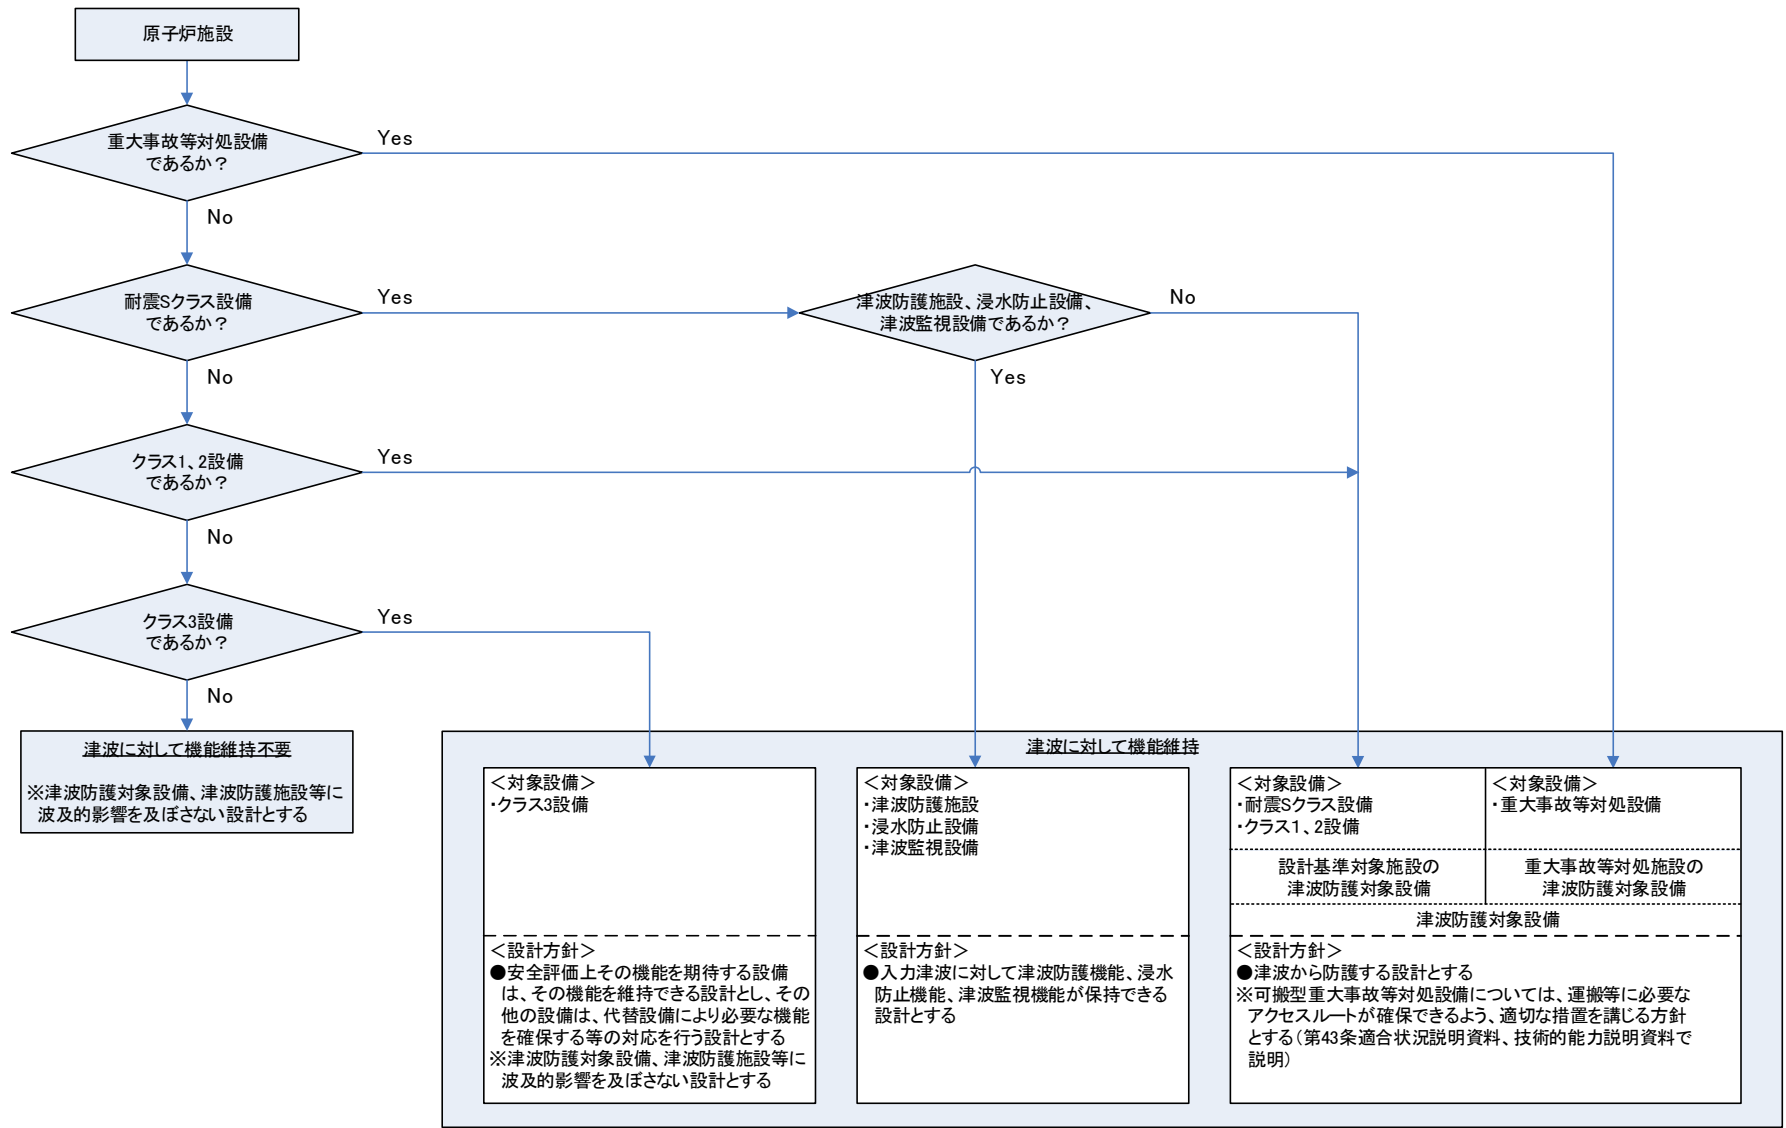 原子炉施設
重大事故等対処設備
であるか？
Yes
No
耐震Sクラス設備
であるか？
Yes
No
津波防護施設、浸水防止設備、
津波監視設備であるか？
No
Yes
クラス1、2設備
であるか？
Yes
No
クラス3設備
であるか？
Yes
No
津波に対して機能維持不要
※津波防護対象設備、津波防護施設等に
波及的影響を及ぼさない設計とする
津波に対して機能維持
＜対象設備＞
・クラス3設備
＜設計方針＞
●安全評価上その機能を期待する設備
は、その機能を維持できる設計とし、その
他の設備は、代替設備により必要な機能
を確保する等の対応を行う設計とする
※津波防護対象設備、津波防護施設等に
波及的影響を及ぼさない設計とする
＜対象設備＞
・津波防護施設
・浸水防止設備
・津波監視設備
＜設計方針＞
●入力津波に対して津波防護機能、浸水
防止機能、津波監視機能が保持できる
設計とする
＜対象設備＞
・耐震Sクラス設備
・クラス1、2設備
設計基準対象施設の
津波防護対象設備
＜対象設備＞
・重大事故等対処設備
重大事故等対処施設の
津波防護対象設備
津波防護対象設備
＜設計方針＞
●津波から防護する設計とする
※可搬型重大事故等対処設備については、運搬等に必要な
アクセスルートが確保できるよう、適切な措置を講じる方針
とする（第43条適合状況説明資料、技術的能力説明資料で
説明）